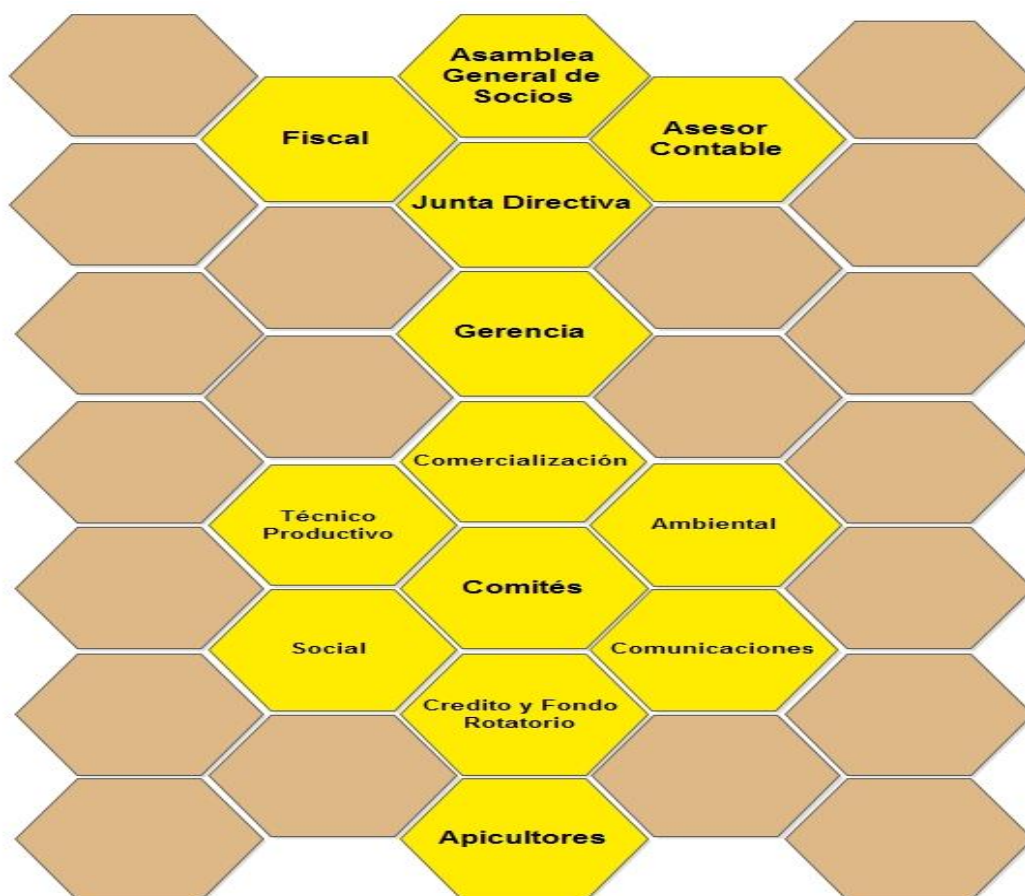 Asamblea
General de
Socios
Fiscal
Asesor
Contable
Junta Directiva
Gerencia
Comercialización
Técnico
Productivo
Ambiental
Comités
Social
Comunicaciones
Credito y Fondo
Rotatorio
Apicultores